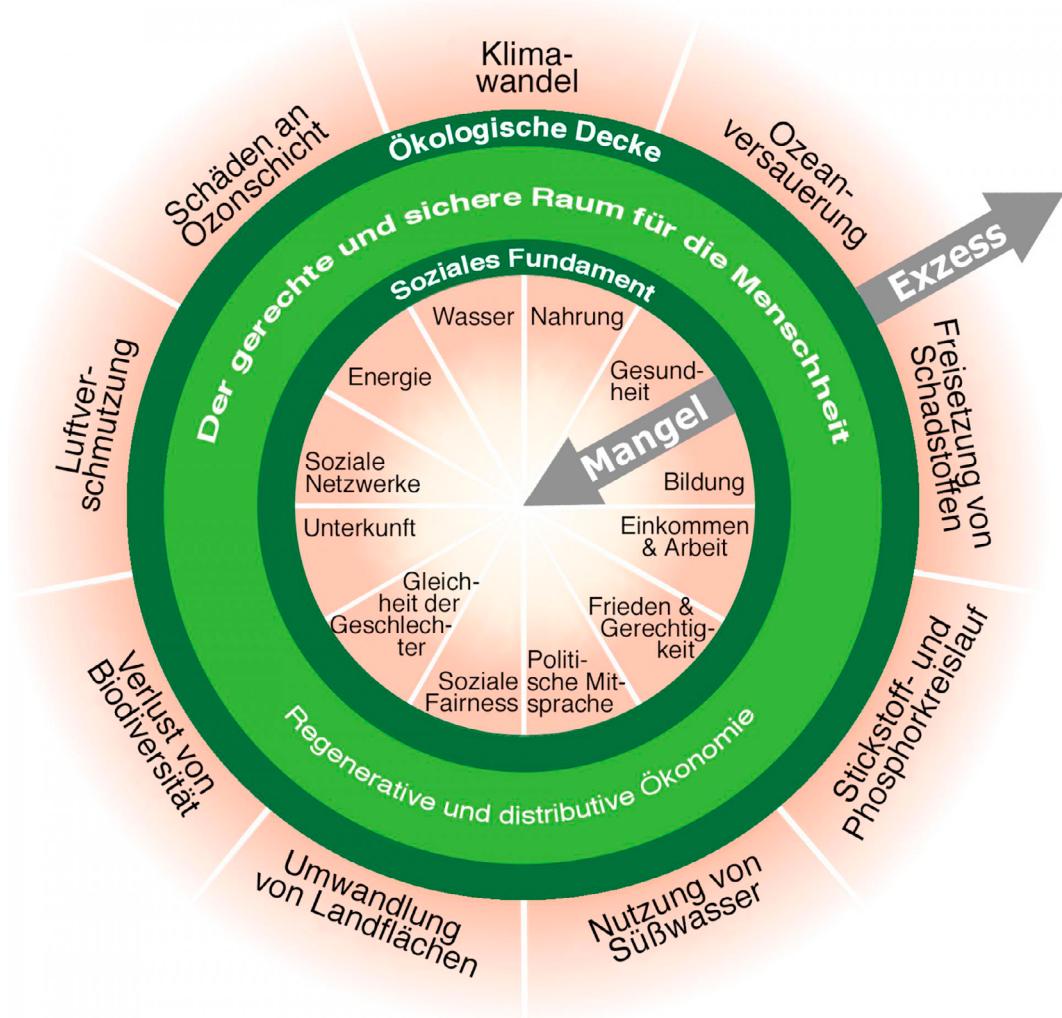 Klima-
wandel
Ozean-
versauerung
Exzess
Freisetzung von
Schadstoffen
Stickstoff- und
Phosphorkreislauf
Nutzung von
Süßwasser
Umwandlung
von Landflächen
Verlust von
Biodiversität
Luftver-
schmutzung
Schäden an
Ozonschicht
Ökologische Decke
Der gerechte und sichere Raum für die Menschheit
Soziales Fundament
Wasser
Nahrung
Gesund-
heit
Mangel
Bildung
Einkommen
& Arbeit
Frieden &
Gerechtig-
keit
Politi-
sche Mit-
sprache
Soziale
Fairness
Gleich-
heit der
Geschlech-
ter
Unterkunft
Soziale
Netzwerke
Energie
Regenerative und distributive Ökonomie